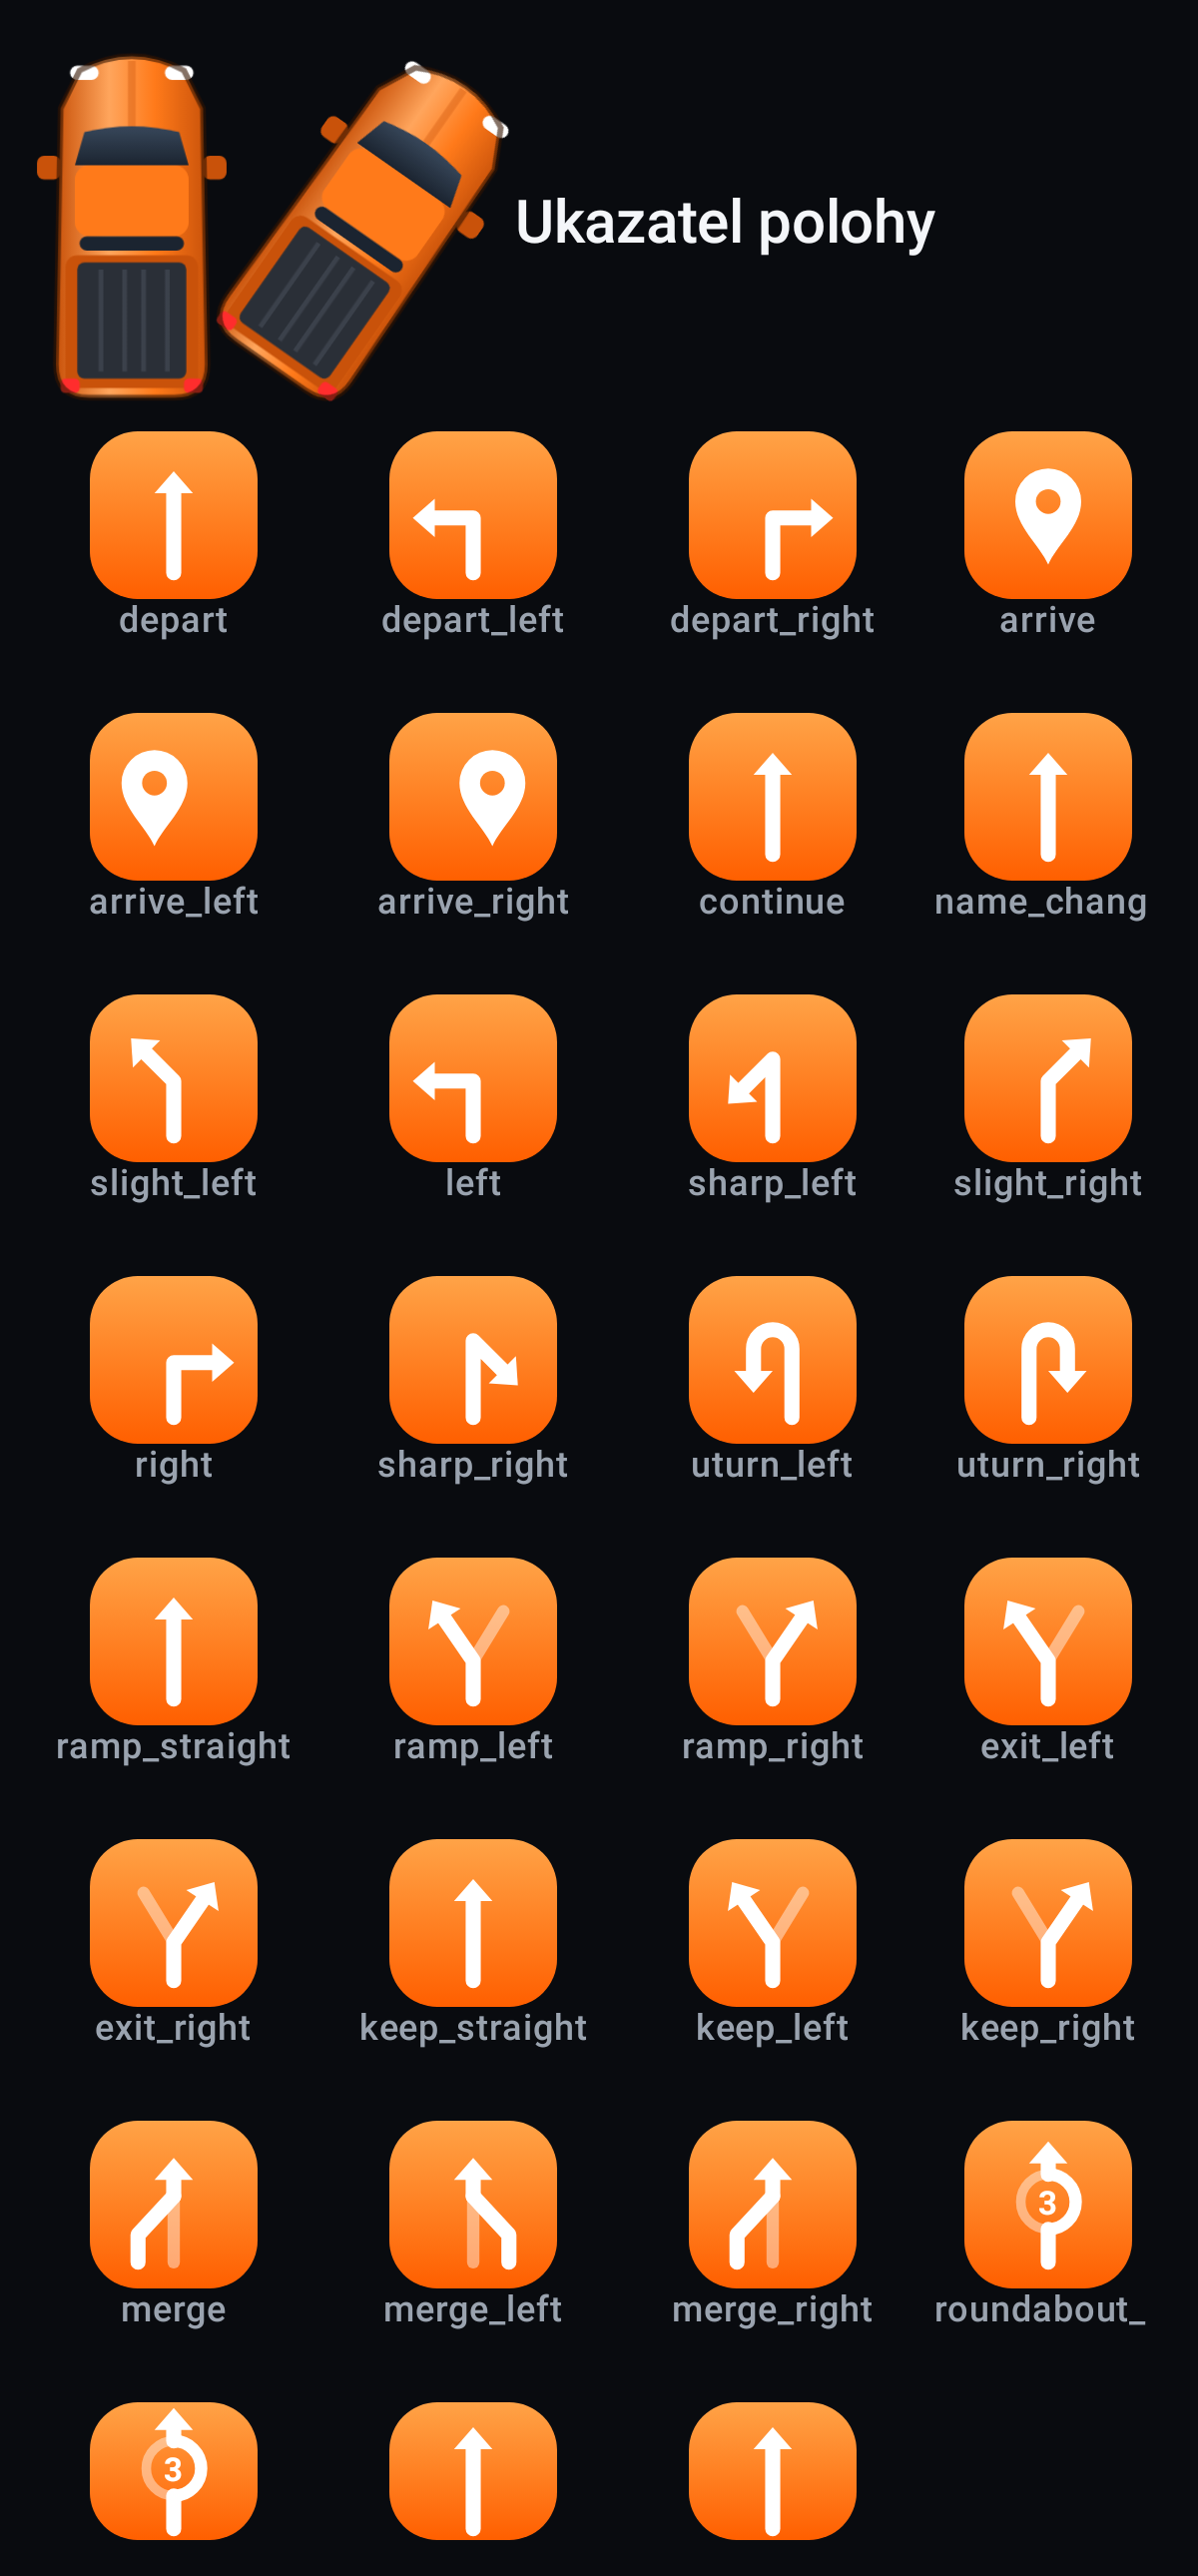 Ukazatel polohy
depart
depart_left
depart_right
arrive
arrive_left
arrive_right
continue
name_chang
slight_left
left
sharp_left
slight_right
right
sharp_right
uturn_left
uturn_right
ramp_straight
ramp_left
ramp_right
exit_left
exit_right
keep_straight
keep_left
keep_right
3
merge
merge_left
merge_right
roundabout_
3